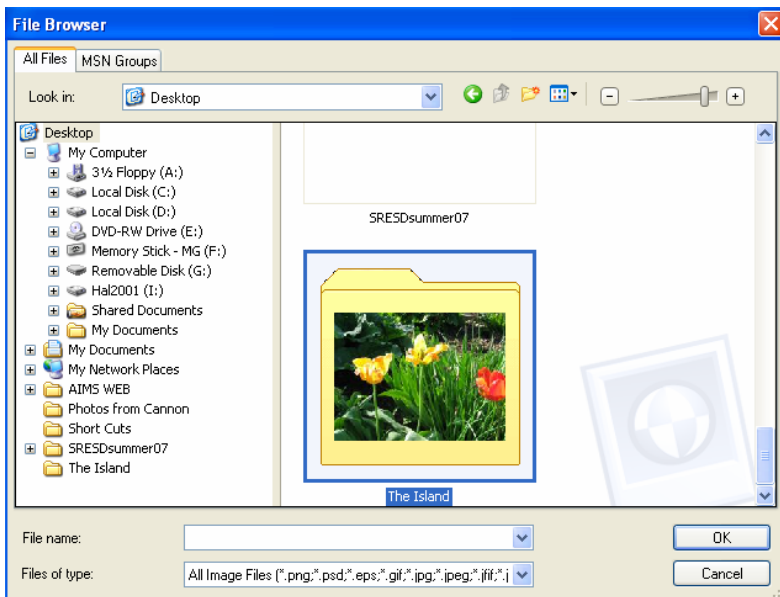 File Browser
All Files MSN Groups
Look in: Desktop
Desktop
My Computer
3½ Floppy (A:)
Local Disk (C:)
Local Disk (D:)
DVD-RW Drive (E:)
Memory Stick - MG (F:)
Removable Disk (G:)
Hal2001 (I:)
Shared Documents
My Documents
My Documents
My Network Places
AIMS WEB
Photos from Cannon
Short Cuts
SRESDsummer07
The Island
SRESDsummer07
The Island
File name:
OK
Files of type: All Image Files (*.png;*.psd;*.eps;*.gif;*.jpg;*.jpeg;*.jfif;*.j
Cancel